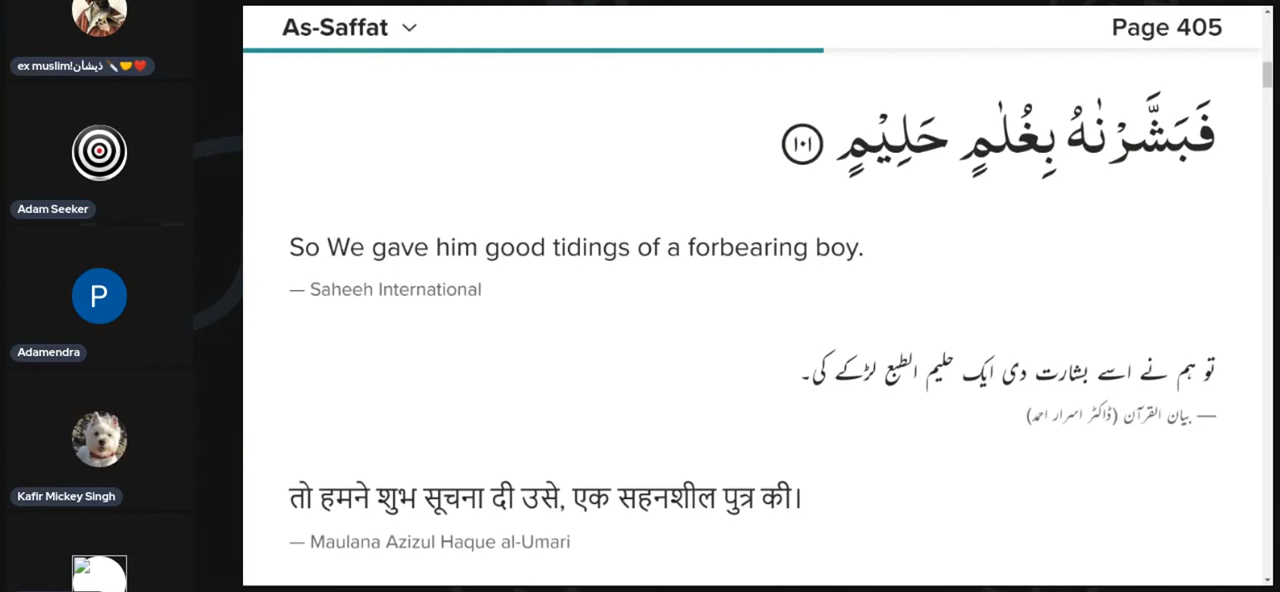 As-Saffat
Page 405
ex muslim!ذیشان🔪🤝❤️
Adam Seeker
P
Adamendra
Kafir Mickey Singh
فَبَشَّرْنٰهُ بِغُلٰمٍ حَلِیْمٍ ۝١٠١
So We gave him good tidings of a forbearing boy.
— Saheeh International
تو ہم نے اسے بشارت دی ایک حلیم الطبع لڑکے کی۔
— بیان القرآن (ڈاکٹر اسرار احمد)
तो हमने शुभ सूचना दी उसे, एक सहनशील पुत्र की।
— Maulana Azizul Haque al-Umari